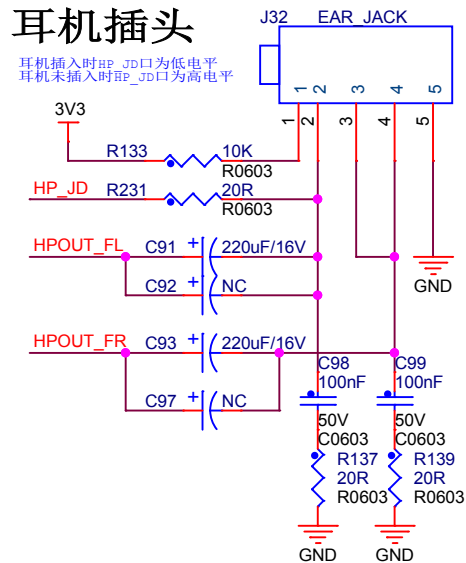 耳机插头
J32 EAR_JACK
耳机插入时HP_JD口为低电平
耳机未插入时HP_JD口为高电平
1 2 3 4 5
1 2 3 4 5
3V3
R133 10K
R0603
HP_JD R231 20R
R0603
HPOUT_FL C91 + 220uF/16V
C92 + NC
GND
HPOUT_FR C93 + 220uF/16V
C97 + NC
C98 C99
100nF 100nF
50V 50V
C0603 C0603
R137 R139
20R 20R
R0603 R0603
GND GND